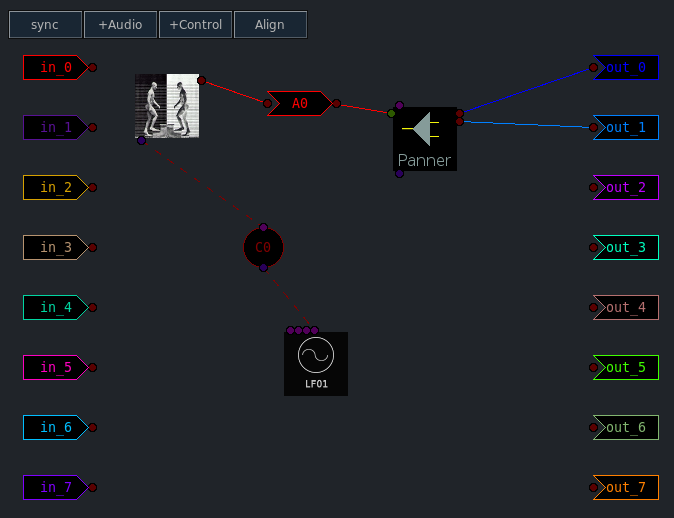 sync
+Audio
+Control
Align
in_0
out_0
A0
in_1
out_1
Panner
in_2
out_2
in_3
C0
out_3
in_4
out_4
in_5
LFO1
out_5
in_6
out_6
in_7
out_7